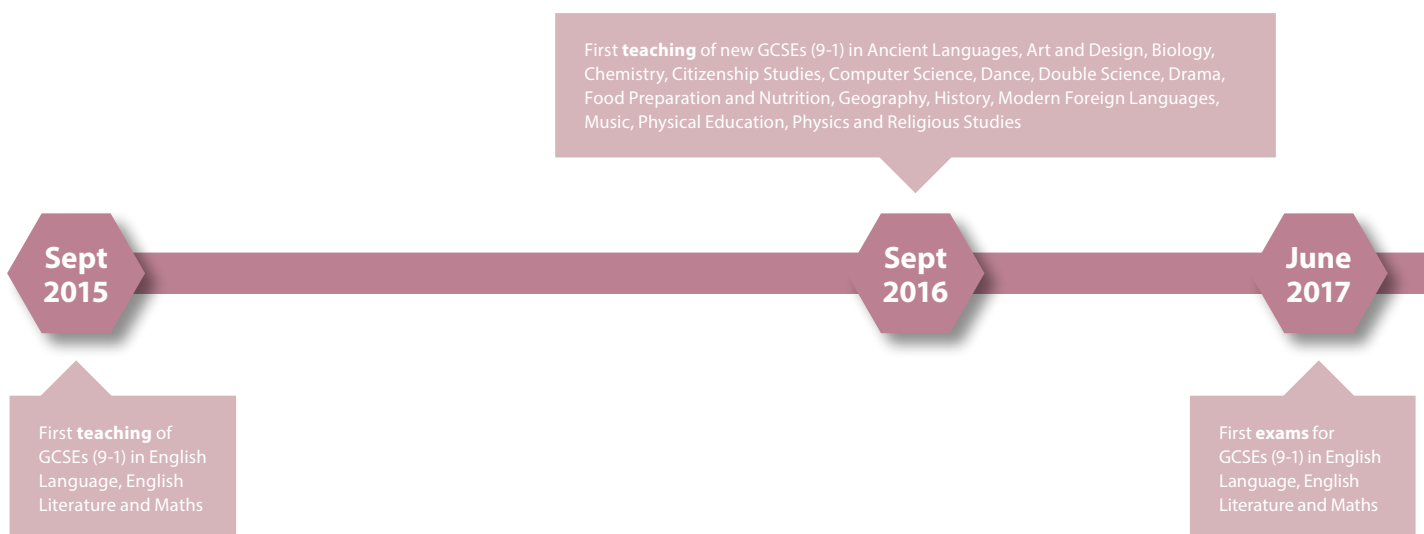 First teaching of new GCSEs (9-1) in Ancient Languages, Art and Design, Biology,
Chemistry, Citizenship Studies, Computer Science, Dance, Double Science, Drama,
Food Preparation and Nutrition, Geography, History, Modern Foreign Languages,
Music, Physical Education, Physics and Religious Studies
Sept
2015
Sept
2016
June
2017
First teaching of
GCSEs (9-1) in English
Language, English
Literature and Maths
First exams for
GCSEs (9-1) in English
Language, English
Literature and Maths